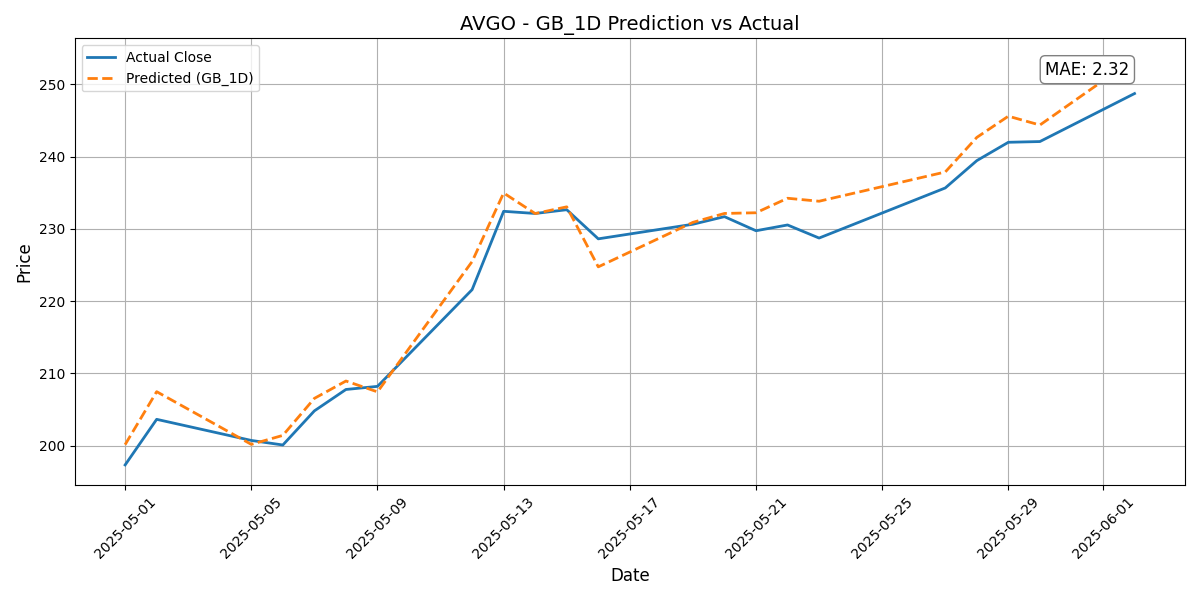 AVGO - GB_1D Prediction vs Actual
Actual Close
Predicted (GB_1D)
MAE: 2.32
Price
250
240
230
220
210
200
2025-05-01
2025-05-05
2025-05-09
2025-05-13
2025-05-17
2025-05-21
2025-05-25
2025-05-29
2025-06-01
Date